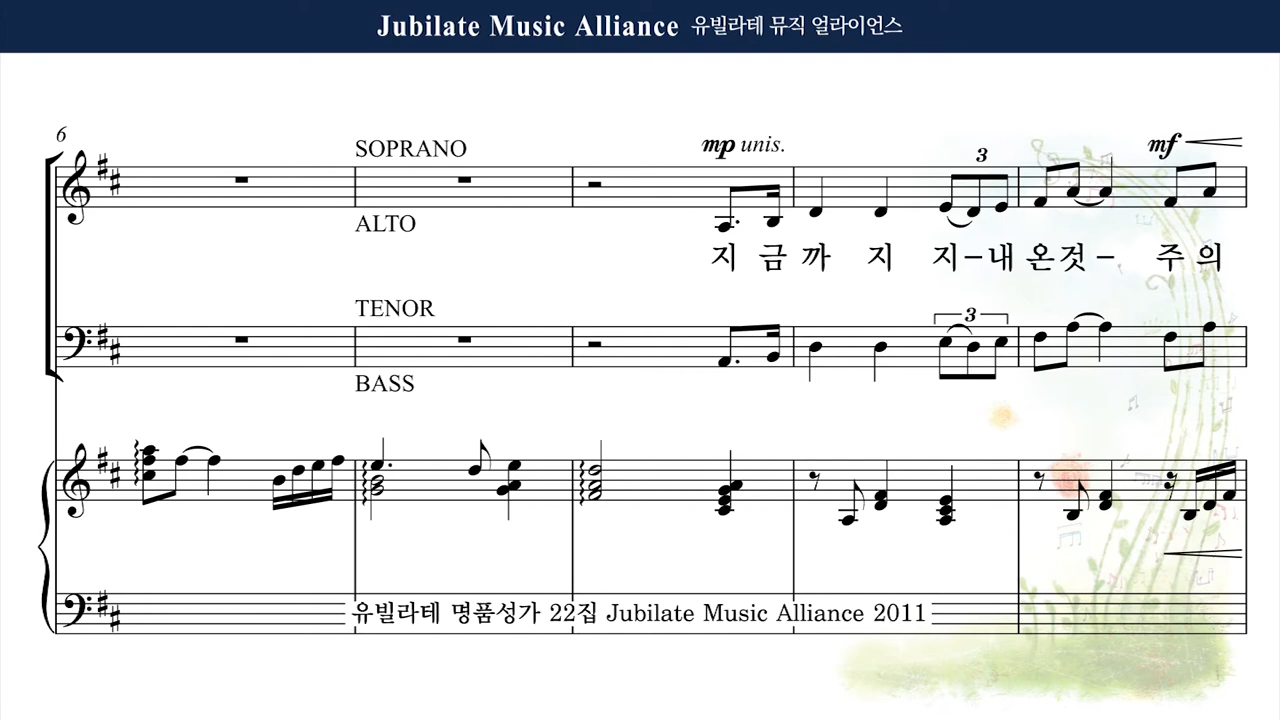 Jubilate Music Alliance 유빌라테 뮤직 얼라이언스
6
SOPRANO
mp unis.
3
mf
ALTO
지 금 까 지 지-내 온것- 주의
TENOR
3
BASS
유빌라테 명품성가 22집 Jubilate Music Alliance 2011